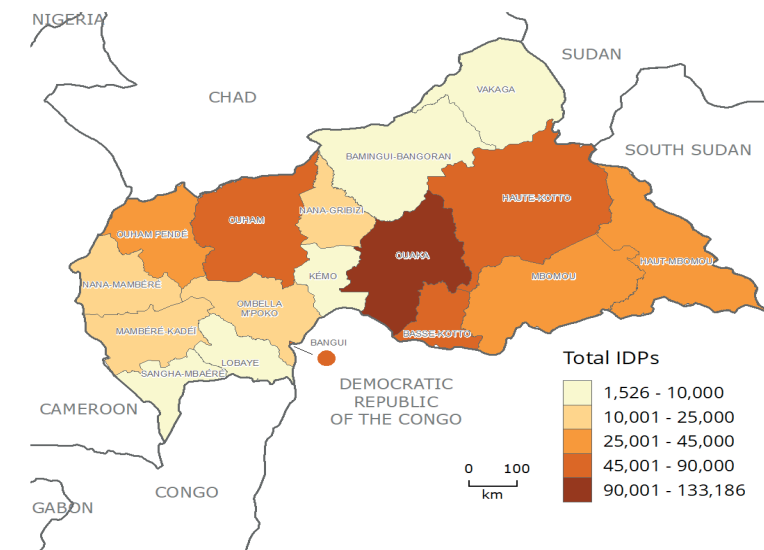 NIGERIA
SUDAN
CHAD
VAKAGA
SOUTH SUDAN
BAMINGUI-BANGORAN
HAUTE-KOTTO
NANA-GRIBIZI
OUHAM
OUHAM PENDÉ
OUAKA
HAUT-MBOMOU
KÉMO
MBOMOU
NANA-MAMBÉRÉ
OMBELLA
M'POKO
MAMBERÉ KADEÏ
BASSE-KOTTO
BANGUI
LOBAYE
SANGHA-MBAÉRÉ
Total IDPs
1,526 - 10,000
10,001 - 25,000
25,001 - 45,000
45,001 - 90,000
90,001 - 133,186
DEMOCRATIC
REPUBLIC
OF THE CONGO
CAMEROON
0 100
km
CONGO
GABON